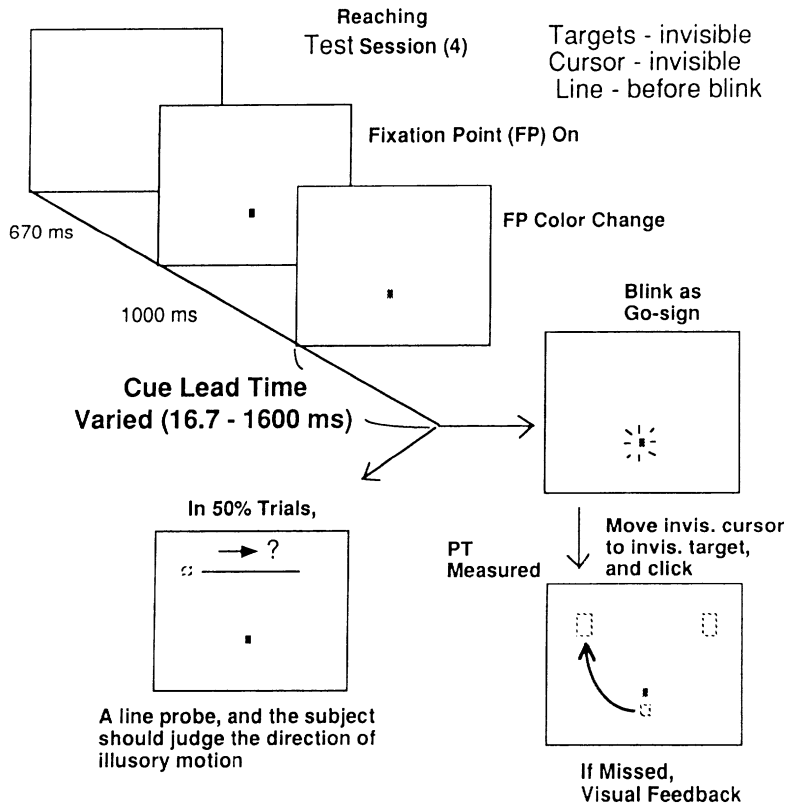 Reaching
Test Session (4)
Targets - invisible
Cursor - invisible
Line - before blink
Fixation Point (FP) On
FP Color Change
670 ms
1000 ms
Blink as
Go-sign
Cue Lead Time
Varied (16.7 - 1600 ms)
In 50% Trials,
?
PT
Measured
Move invis. cursor
to invis. target,
and click
A line probe, and the subject
should judge the direction of
illusory motion
If Missed,
Visual Feedback